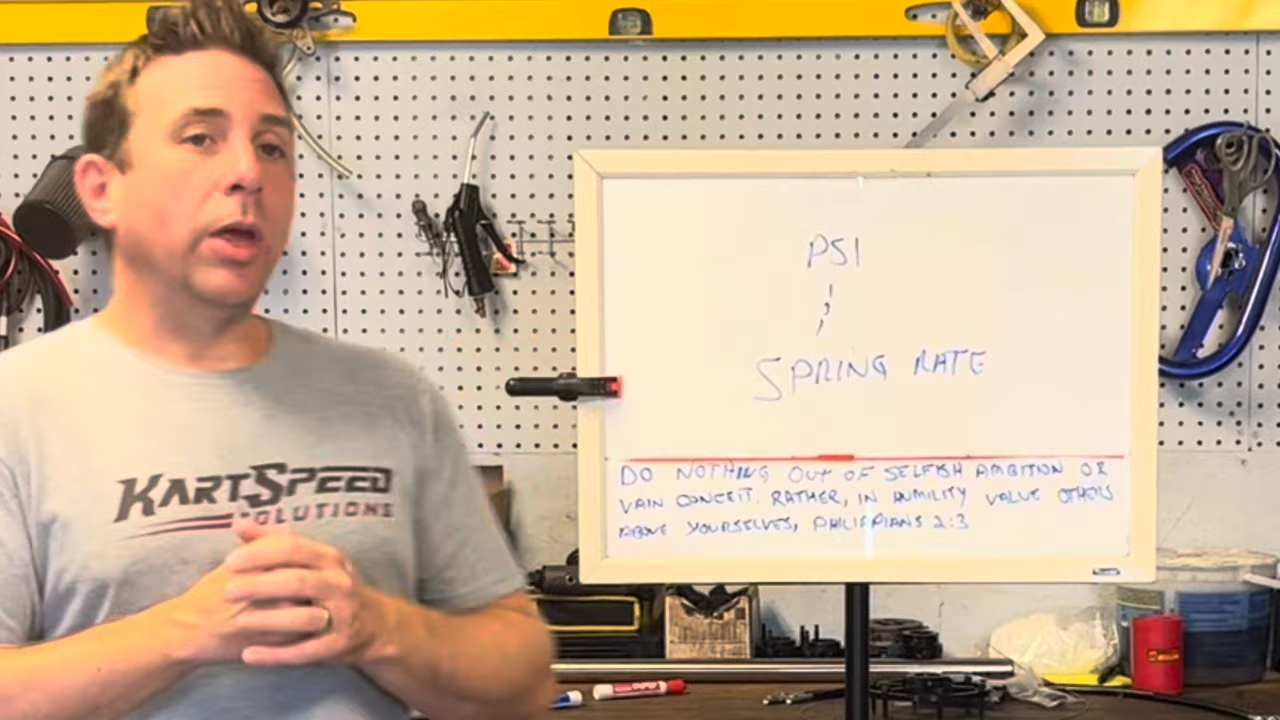 PSI
;
SPRING RATE
DO NOTHING OUT OF SELFISH AMBITION OR
VAIN CONCEIT. RATHER, IN HUMILITY VALUE OTHERS
ABOVE YOURSELVES, PHILIPPIANS 2:3
KARTSPEED
SOLUTIONS